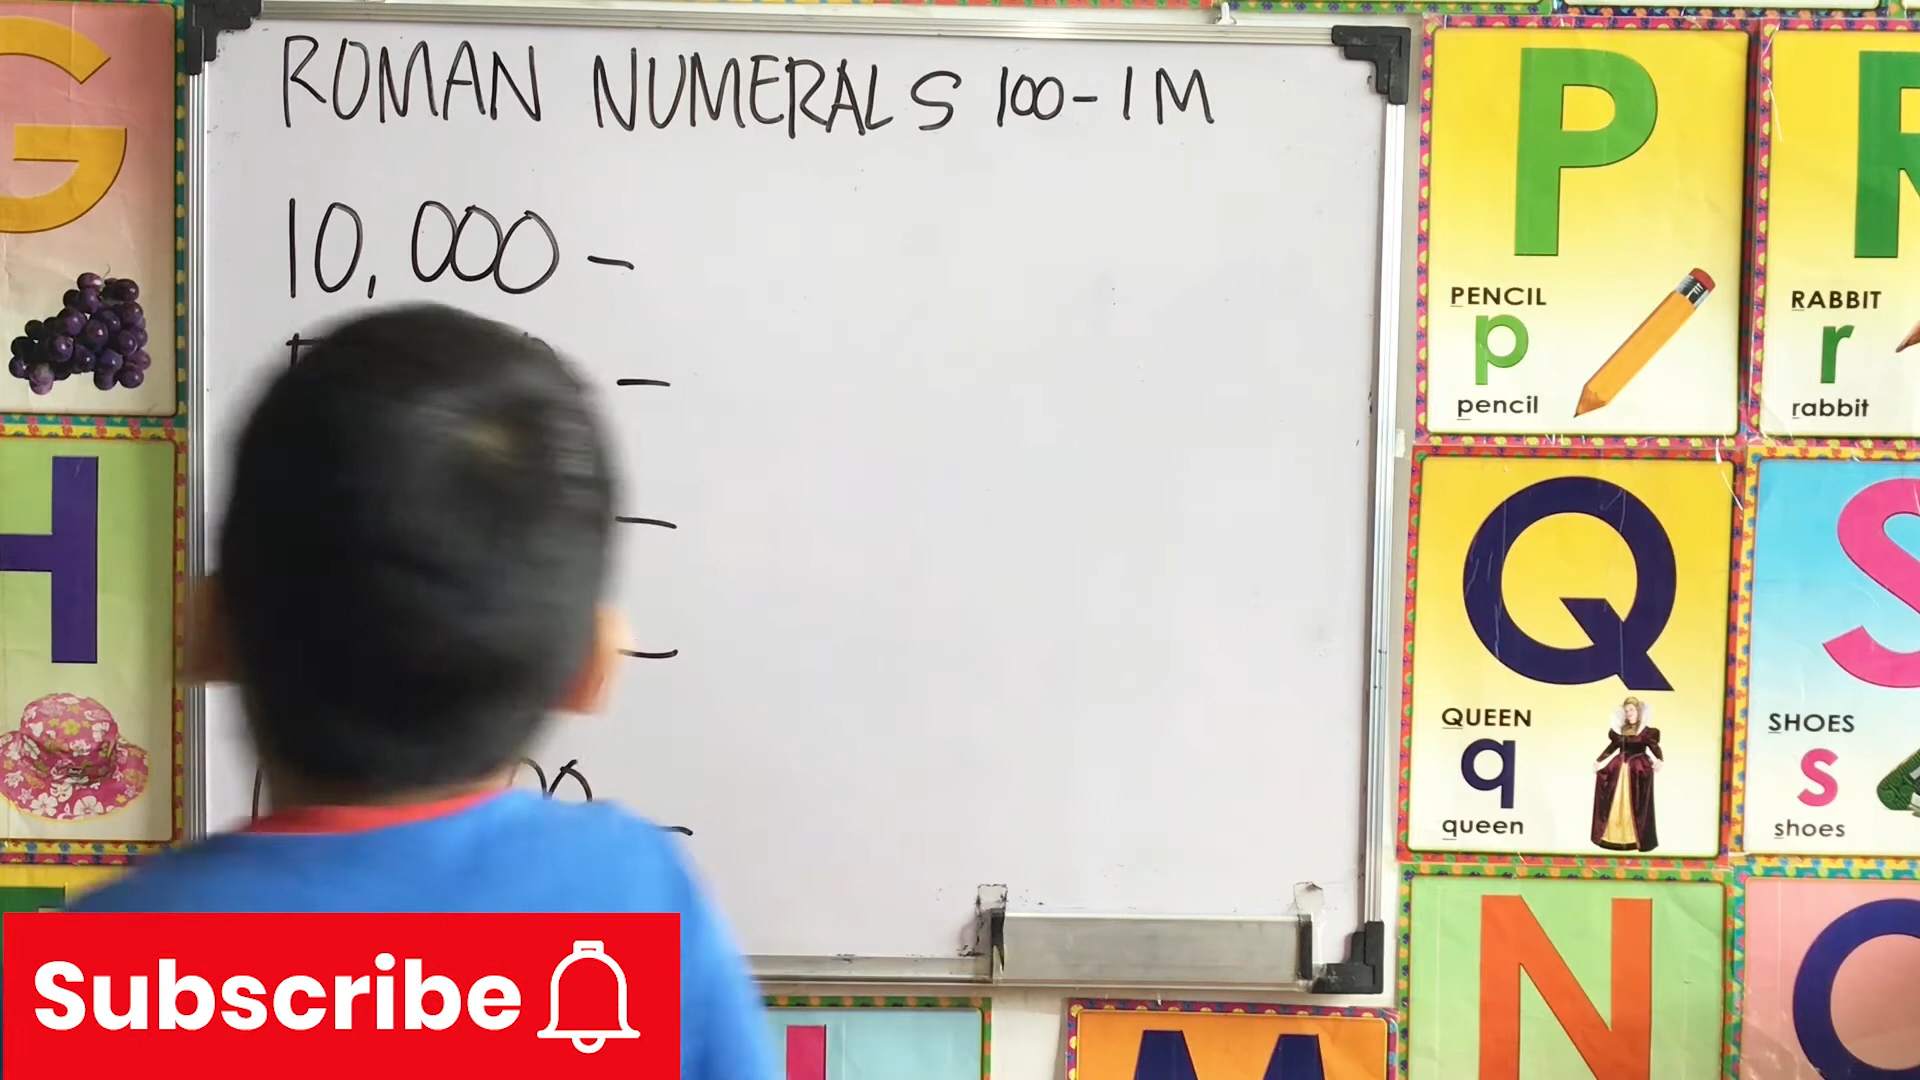 ROMAN NUMERALS 100-1M
10,000 -
G
H
P
PENCIL
p
pencil
R
RABBIT
r
rabbit
Q
QUEEN
q
queen
S
SHOES
s
shoes
N
M
Subscribe